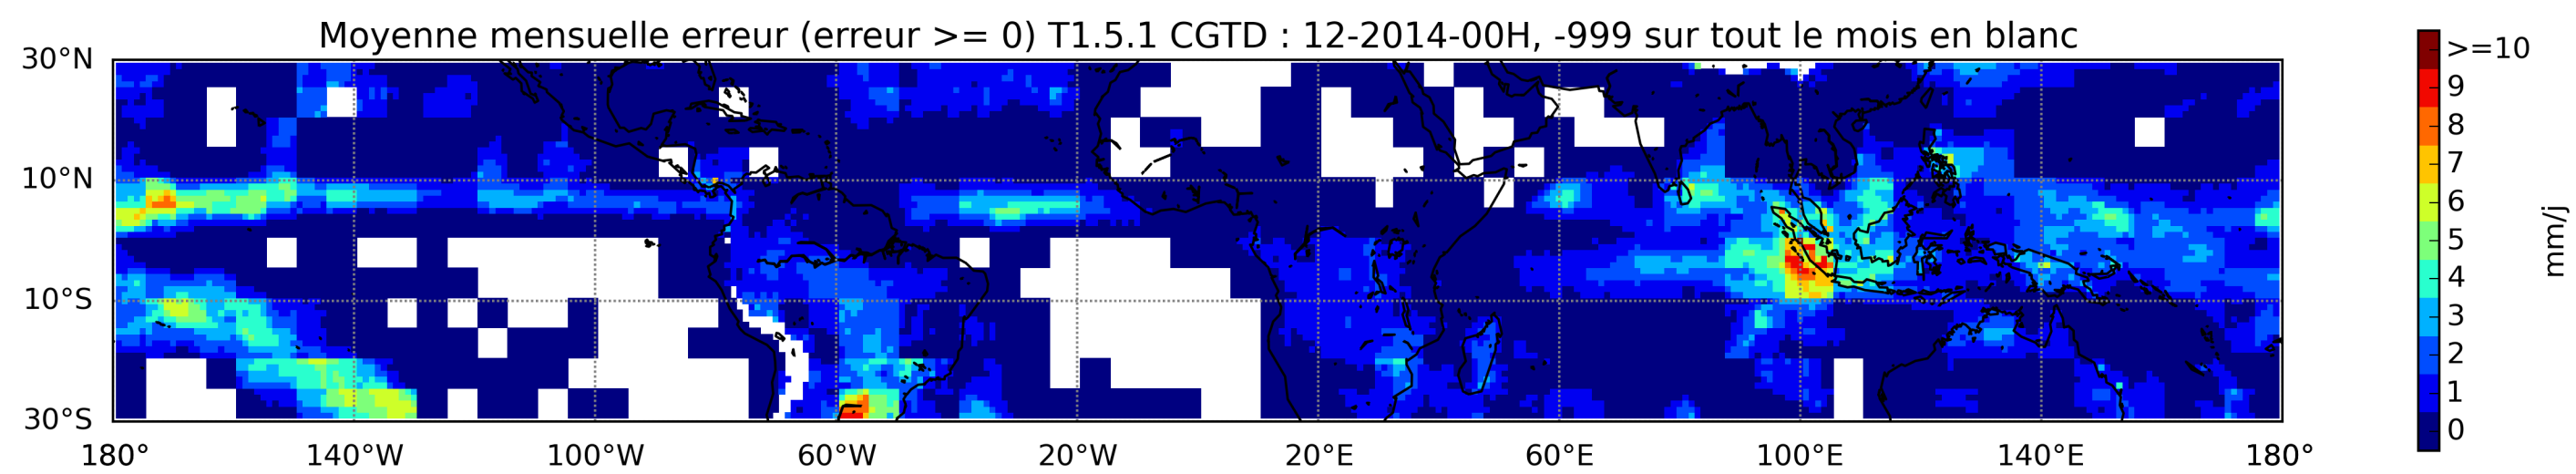 Moyenne mensuelle erreur (erreur >= 0) T1.5.1 CGTD : 12-2014-00H, -999 sur tout le mois en blanc
30°N
10°N
10°S
30°S
180° 140°W 100°W 60°W 20°W 20°E 60°E 100°E 140°E 180°
>=10
9
8
7
6
5
4
3
2
1
0
mm/j